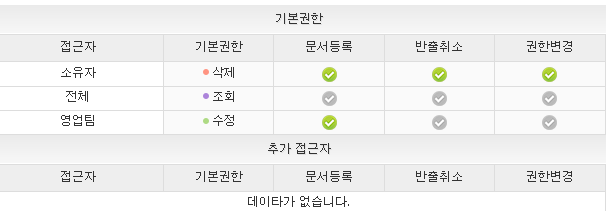 기본권한
접근자 기본권한 문서등록 반출취소 권한변경
소유자 삭제
전체 조회
영업팀 수정
추가 접근자
접근자 기본권한 문서등록 반출취소 권한변경
데이타가 없습니다.